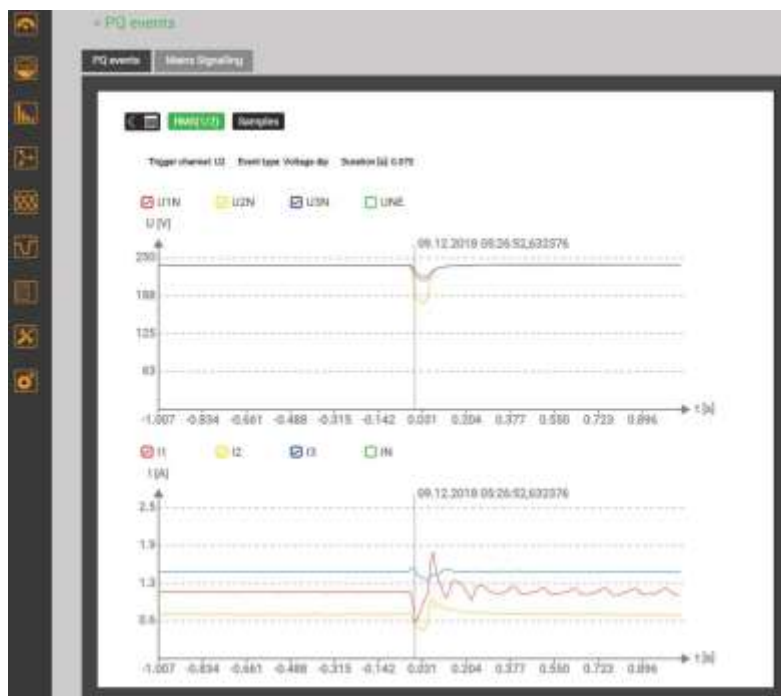 < PQ events
PQ events Mains Signalling
Samples
Trigger channel: U2 Event type: Voltage dip Duration [s]: 0.070
U1N U2N U3N UNE
U [V]
09.12.2018 05:26:52,632376
250
188
125
63
-1.007 -0.834 -0.661 -0.488 -0.315 -0.142 0.031 0.204 0.377 0.550 0.723 0.896
t [s]
I1 I2 I3 IN
I [A]
09.12.2018 05:26:52,632376
2.5
1.9
1.3
0.6
-1.007 -0.834 -0.661 -0.488 -0.315 -0.142 0.031 0.204 0.377 0.550 0.723 0.896
t [s]